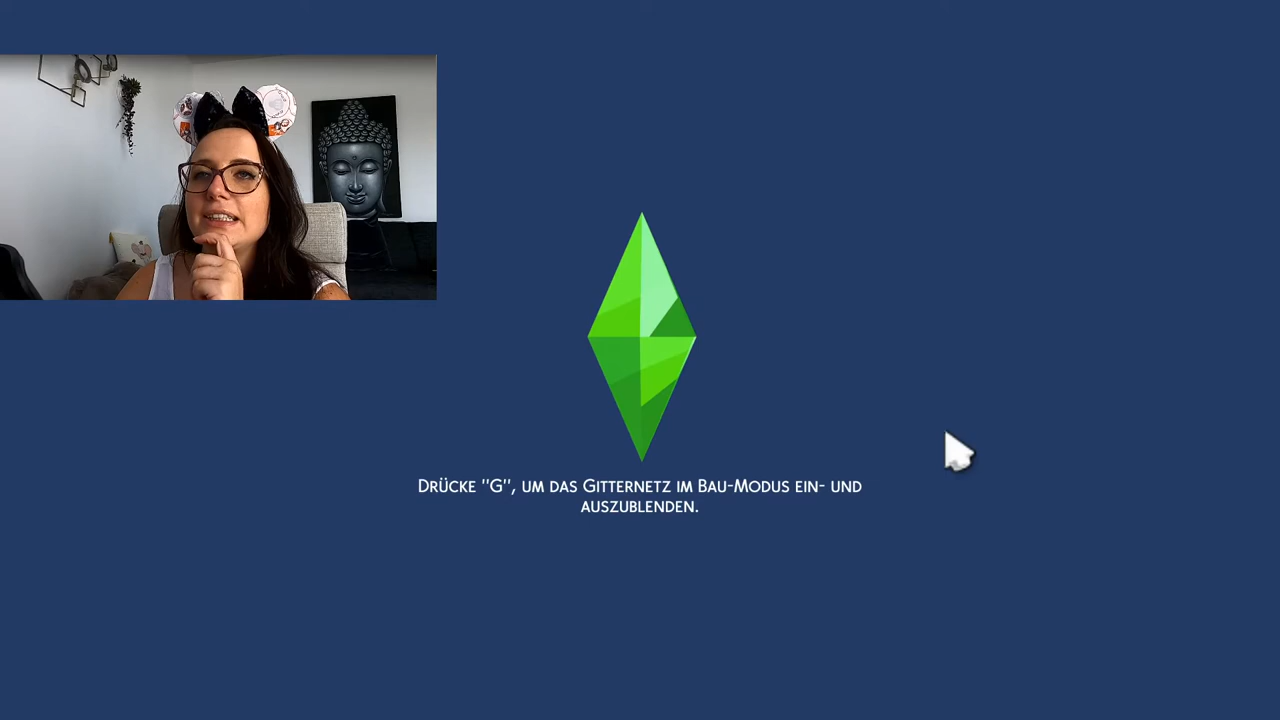 Drücke "G", um das Gitternetz im Bau-Modus ein- und
auszublenden.